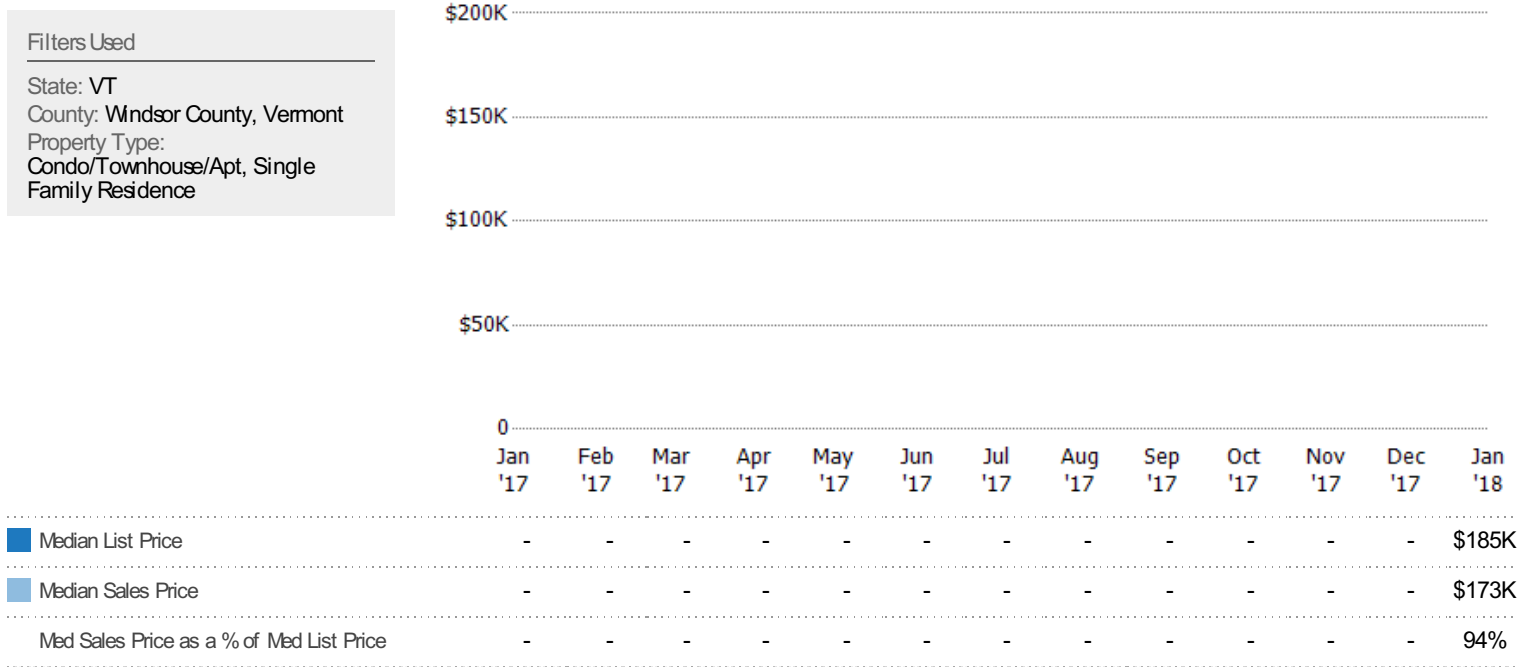 Filters Used
State: VT
County: Windsor County, Vermont
Property Type:
Condo/Townhouse/Apt, Single
Family Residence
$200K
$150K
$100K
$50K
0
Jan Feb Mar Apr May Jun Jul Aug Sep Oct Nov Dec Jan
'17 '17 '17 '17 '17 '17 '17 '17 '17 '17 '17 '17 '18
Median List Price - - - - - - - - - - - - $185K
Median Sales Price - - - - - - - - - - - - $173K
Med Sales Price as a % of Med List Price - - - - - - - - - - - - 94%